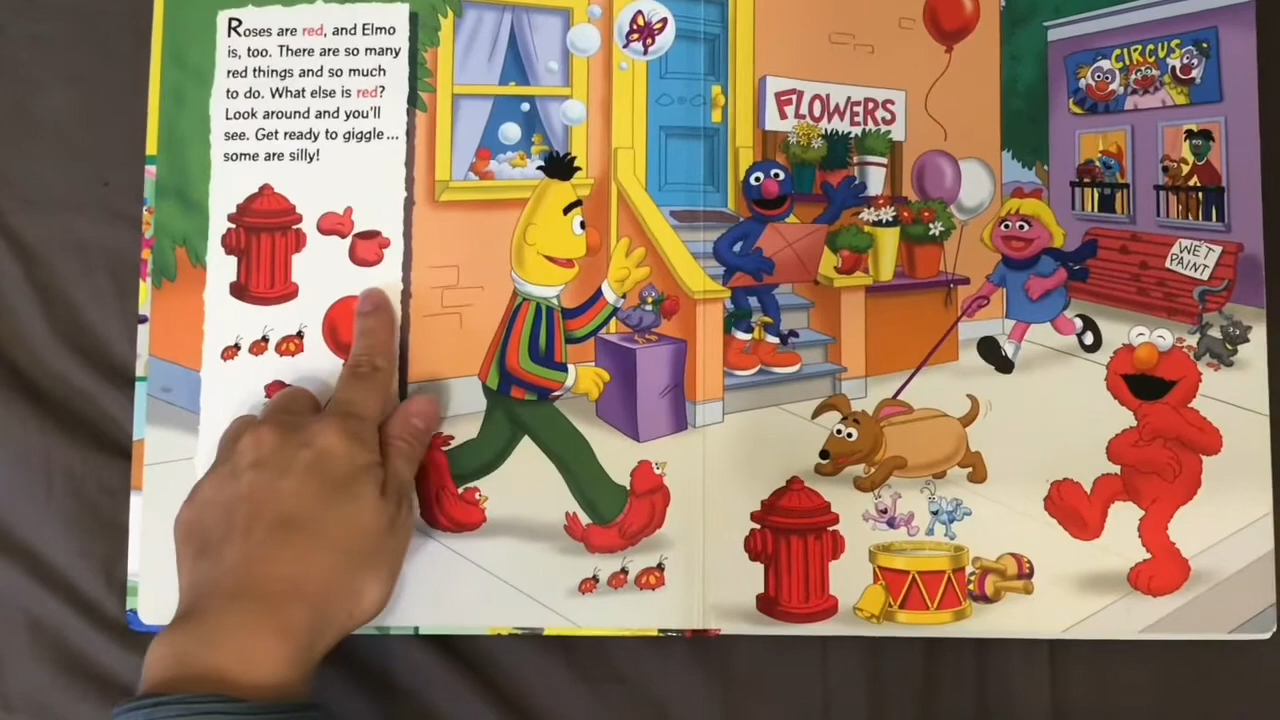 Roses are red, and Elmo
is, too. There are so many
red things and so much
to do. What else is red?
Look around and you'll
see. Get ready to giggle...
some are silly!
CIRCUS
FLOWERS
WET
PAINT